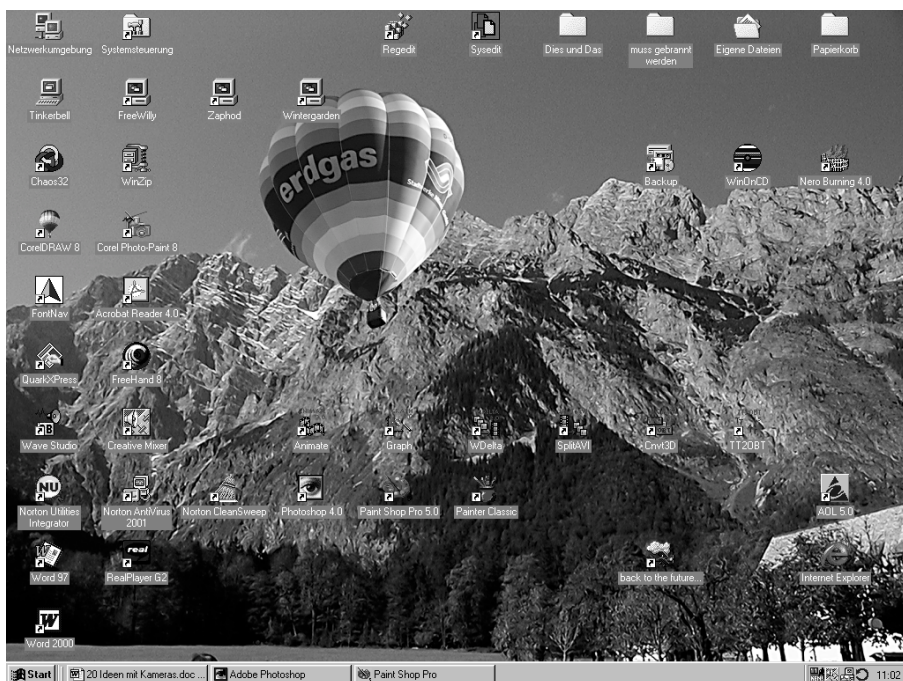 Netzwerkumgebung
Systemsteuerung
Regedit
Sysedit
Dies und Das
muss gebrannt
werden
Eigene Dateien
Papierkorb
Tinkerbell
FreeWilly
Zaphod
Wintergarden
erdgas
Chaos32
WinZip
Backup
WinOnCD
Nero Burning 4.0
CorelDRAW 8
Corel Photo-Paint 8
FontNav
Acrobat Reader 4.0
QuarkXPress
FreeHand 8
Wave Studio
Creative Mixer
Animate
Graph
WDelta
SplitAVI
Cnvt3D
TT20BT
NU
Norton Utilities
Integrator
Norton AntiVirus
2001
Norton CleanSweep
Photoshop 4.0
Paint Shop Pro 5.0
Painter Classic
AOL 5.0
Word 97
real
RealPlayer G2
back to the future...
Internet Explorer
W
Word 2000
Start
20 Ideen mit Kameras.doc ...
Adobe Photoshop
Paint Shop Pro
11:02